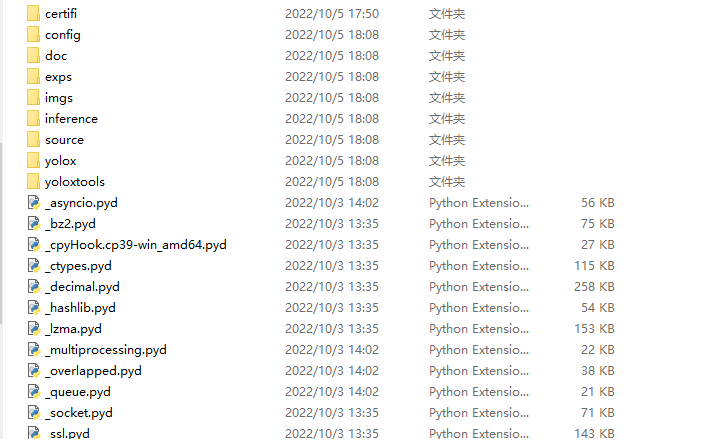 certifi 2022/10/5 17:50 文件夹
config 2022/10/5 18:08 文件夹
doc 2022/10/5 18:08 文件夹
exps 2022/10/5 18:08 文件夹
imgs 2022/10/5 18:08 文件夹
inference 2022/10/5 18:08 文件夹
source 2022/10/5 18:08 文件夹
yolox 2022/10/5 18:08 文件夹
yoloxtools 2022/10/5 18:08 文件夹
_asyncio.pyd 2022/10/3 14:02 Python Extensio... 56 KB
_bz2.pyd 2022/10/3 13:35 Python Extensio... 75 KB
_cpyHook.cp39-win_amd64.pyd 2022/10/3 13:35 Python Extensio... 27 KB
_ctypes.pyd 2022/10/3 13:35 Python Extensio... 115 KB
_decimal.pyd 2022/10/3 13:35 Python Extensio... 258 KB
_hashlib.pyd 2022/10/3 13:35 Python Extensio... 54 KB
_lzma.pyd 2022/10/3 13:35 Python Extensio... 153 KB
_multiprocessing.pyd 2022/10/3 14:02 Python Extensio... 22 KB
_overlapped.pyd 2022/10/3 14:02 Python Extensio... 38 KB
_queue.pyd 2022/10/3 14:02 Python Extensio... 21 KB
_socket.pyd 2022/10/3 13:35 Python Extensio... 71 KB
_ssl.pyd 2022/10/3 13:35 Python Extensio... 143 KB